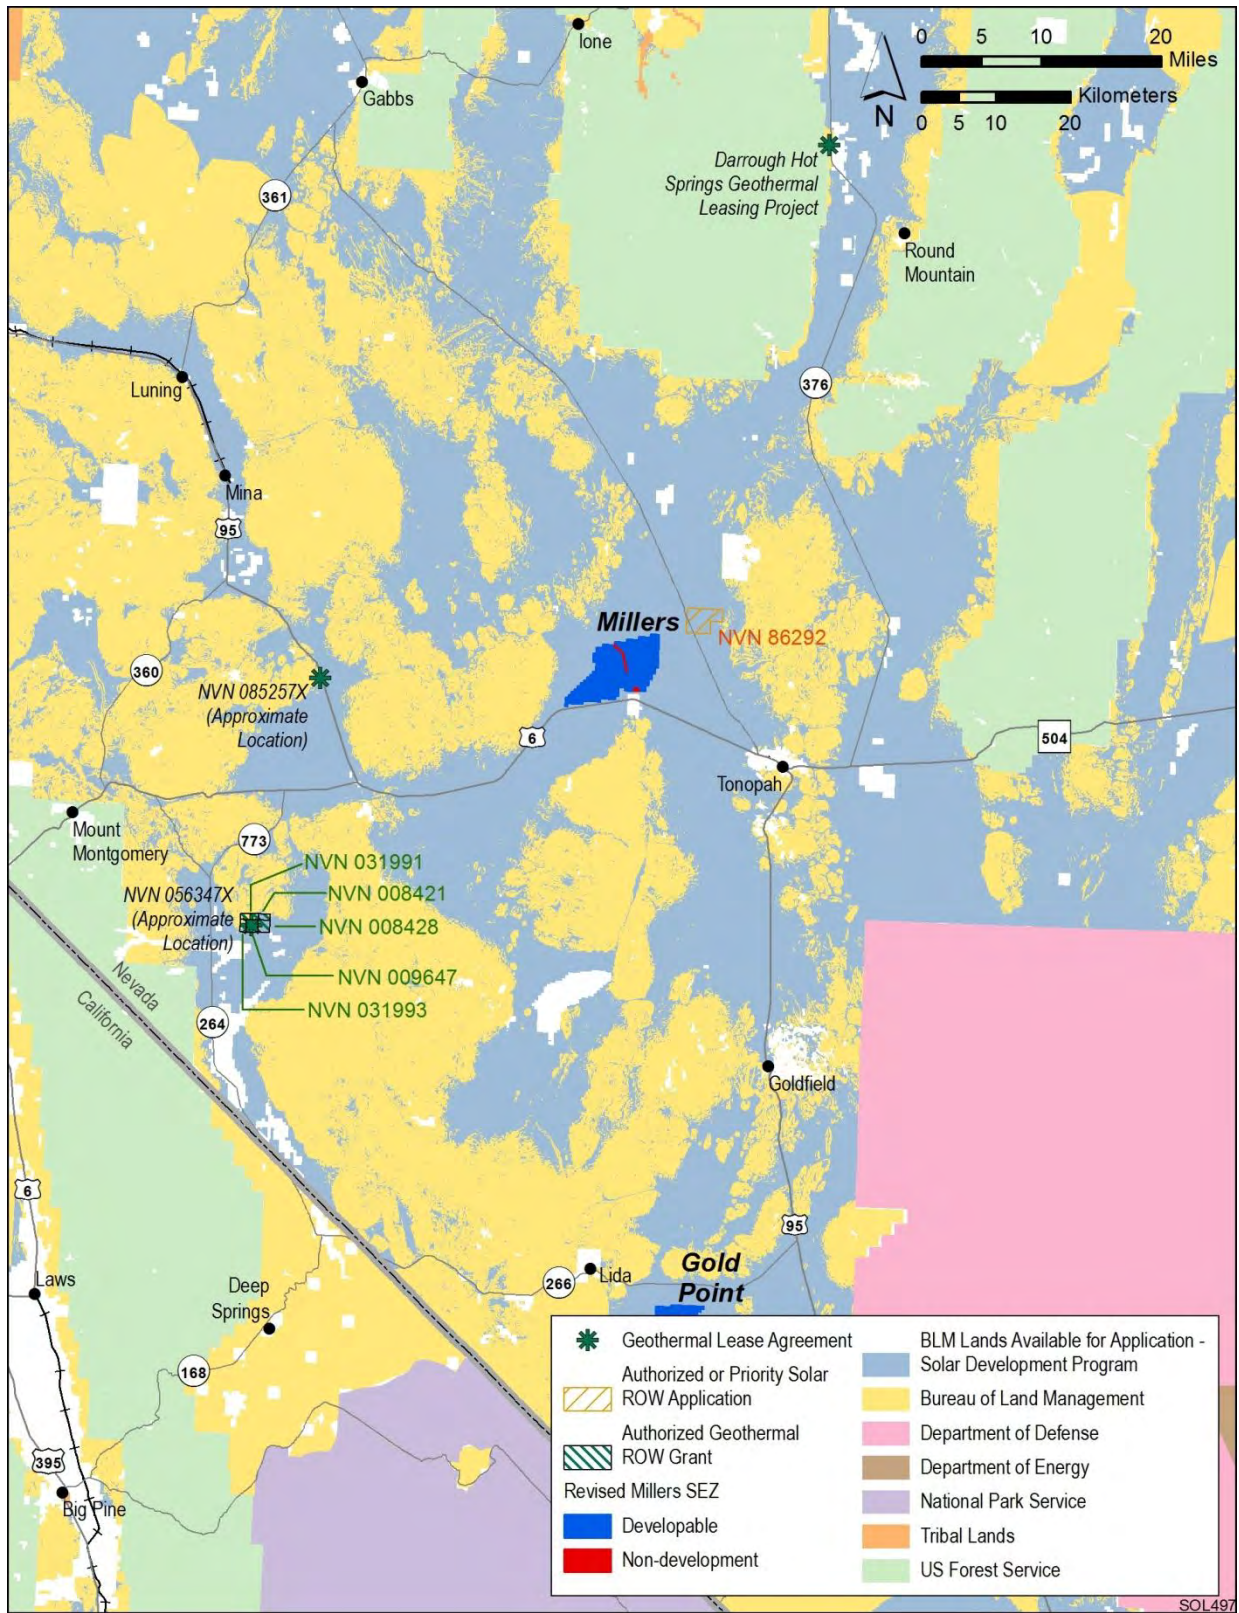 Ione
0 5 10 20
Miles
Gabbs
Kilometers
N
0 5 10 20
Darrough Hot
Springs Geothermal
Leasing Project
361
Round
Mountain
Luning
376
Mina
95
Millers
NVN 86292
360
NVN 085257X
(Approximate
Location)
6
504
Tonopah
Mount
Montgomery
773
NVN 031991
NVN 056347X
(Approximate
Location)
NVN 008421
NVN 008428
NVN 009647
Nevada
California
NVN 031993
264
Goldfield
6
95
Gold
Point
Laws
Deep
Springs
266
Lida
168
395
Big Pine
Geothermal Lease Agreement
Authorized or Priority Solar
ROW Application
Authorized Geothermal
ROW Grant
Revised Millers SEZ
Developable
Non-development
BLM Lands Available for Application -
Solar Development Program
Bureau of Land Management
Department of Defense
Department of Energy
National Park Service
Tribal Lands
US Forest Service
SOL497